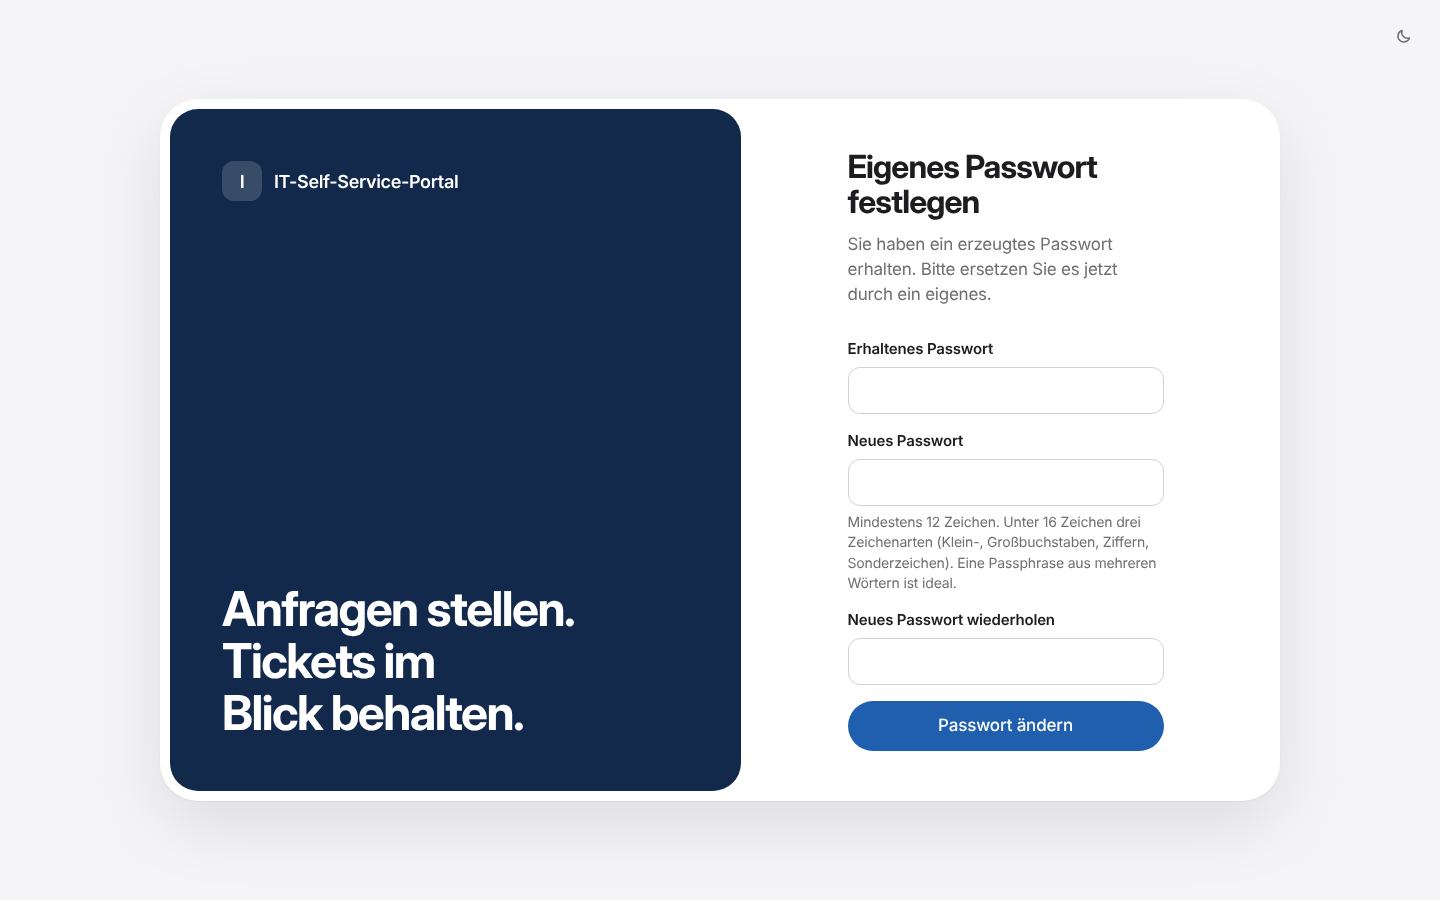 I
IT-Self-Service-Portal
Anfragen stellen.
Tickets im
Blick behalten.
Eigenes Passwort
festlegen
Sie haben ein erzeugtes Passwort
erhalten. Bitte ersetzen Sie es jetzt
durch ein eigenes.
Erhaltenes Passwort
Neues Passwort
Mindestens 12 Zeichen. Unter 16 Zeichen drei
Zeichenarten (Klein-, Großbuchstaben, Ziffern,
Sonderzeichen). Eine Passphrase aus mehreren
Wörtern ist ideal.
Neues Passwort wiederholen
Passwort ändern